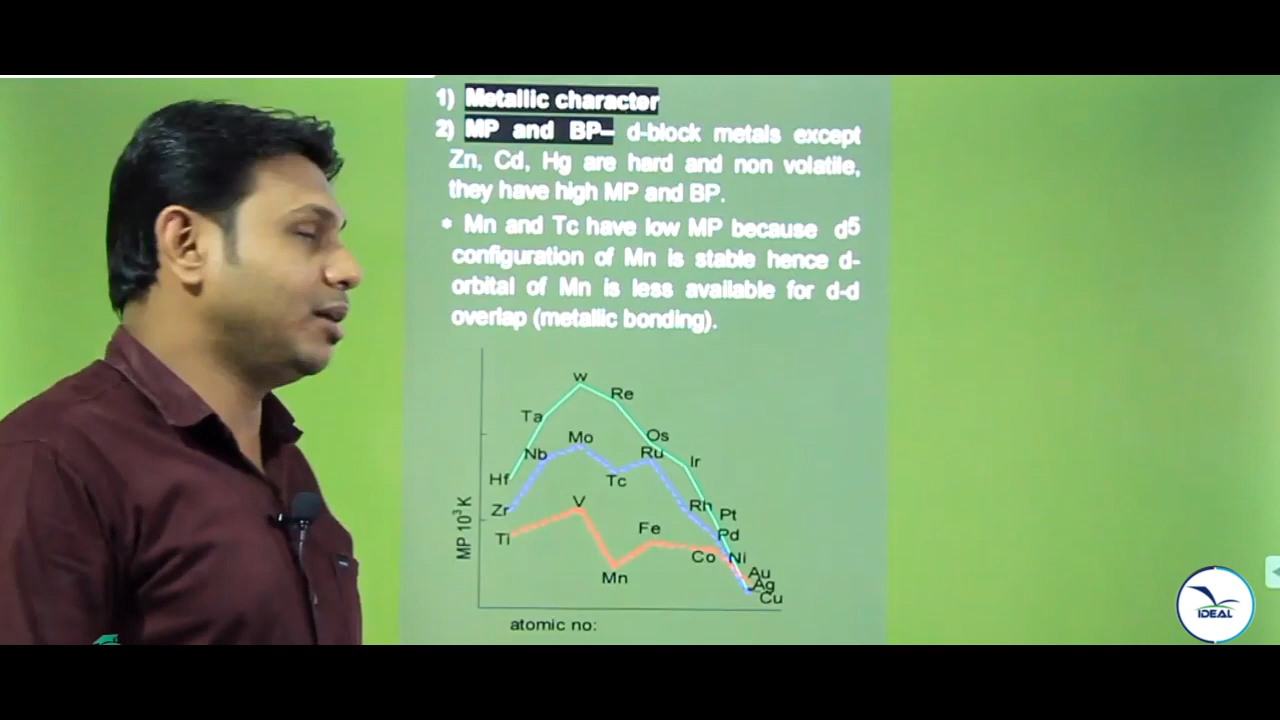 1) Metallic character
2) MP and BP– d-block metals except
Zn, Cd, Hg are hard and non volatile,
they have high MP and BP.
* Mn and Tc have low MP because d5
configuration of Mn is stable hence d-
orbital of Mn is less available for d-d
overlap (metallic bonding).
W
Re
Ta
Mo
Os
Nb
Ru
Ir
Hf
Tc
Zr
V
Rh
Pt
Ti
Fe
Pd
Mn
Co
Ni
Au
Ag
Cu
MP 10³ K
atomic no:
IDEAL